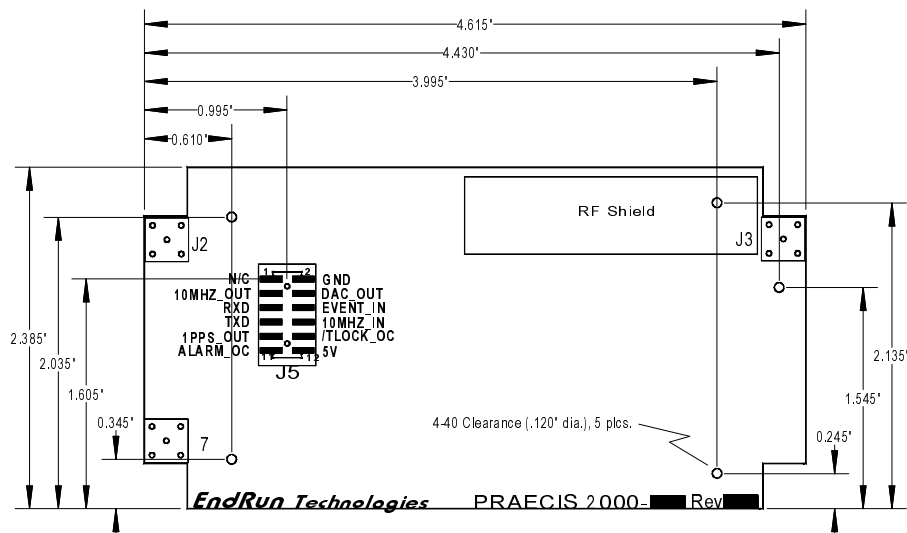 4.615"
4.430"
3.995"
0.995"
0.610"
RF Shield
J2
J3
1 2
N/C GND
10MHZ_OUT DAC_OUT
RXD EVENT_IN
TXD 10MHZ_IN
1PPS_OUT /TLOCK_OC
ALARM_OC 5V
11 12
J5
2.385"
2.035"
1.605"
0.345"
2.135"
1.545"
0.245"
4-40 Clearance (.120" dia.), 5 plcs.
7
EndRun Technologies PRAECIS 2000- Rev